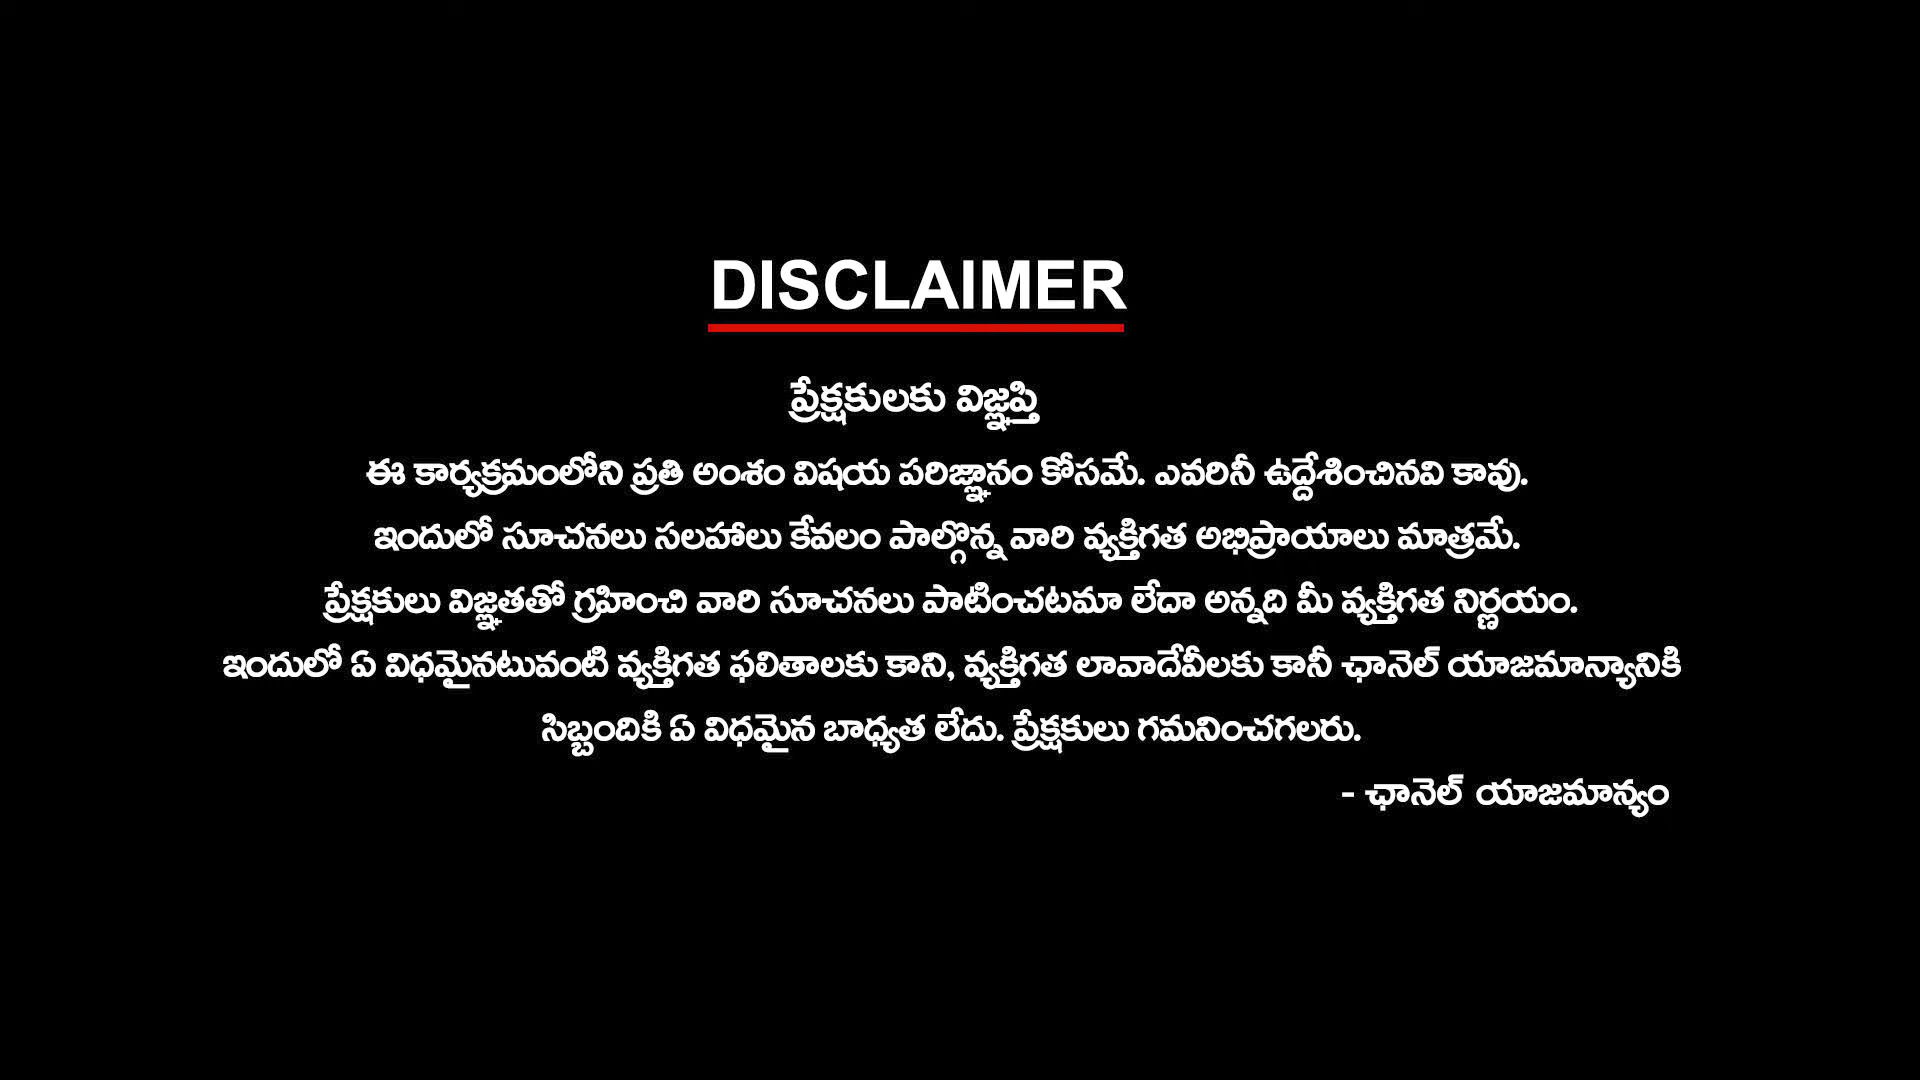 DISCLAIMER
ప్రేక్షకులకు విజ్ఞప్తి
ఈ కార్యక్రమంలోని ప్రతి అంశం విషయ పరిజ్ఞానం కోసమే. ఎవరినీ ఉద్దేశించినవి కావు.
ఇందులో సూచనలు సలహాలు కేవలం పాల్గొన్న వారి వ్యక్తిగత అభిప్రాయాలు మాత్రమే.
ప్రేక్షకులు విజ్ఞతతో గ్రహించి వారి సూచనలు పాటించటమా లేదా అన్నది మీ వ్యక్తిగత నిర్ణయం.
ఇందులో ఏ విధమైనటువంటి వ్యక్తిగత ఫలితాలకు కాని, వ్యక్తిగత లావాదేవీలకు కానీ ఛానెల్ యాజమాన్యానికి
సిబ్బందికి ఏ విధమైన బాధ్యత లేదు. ప్రేక్షకులు గమనించగలరు.
- ఛానెల్ యాజమాన్యం